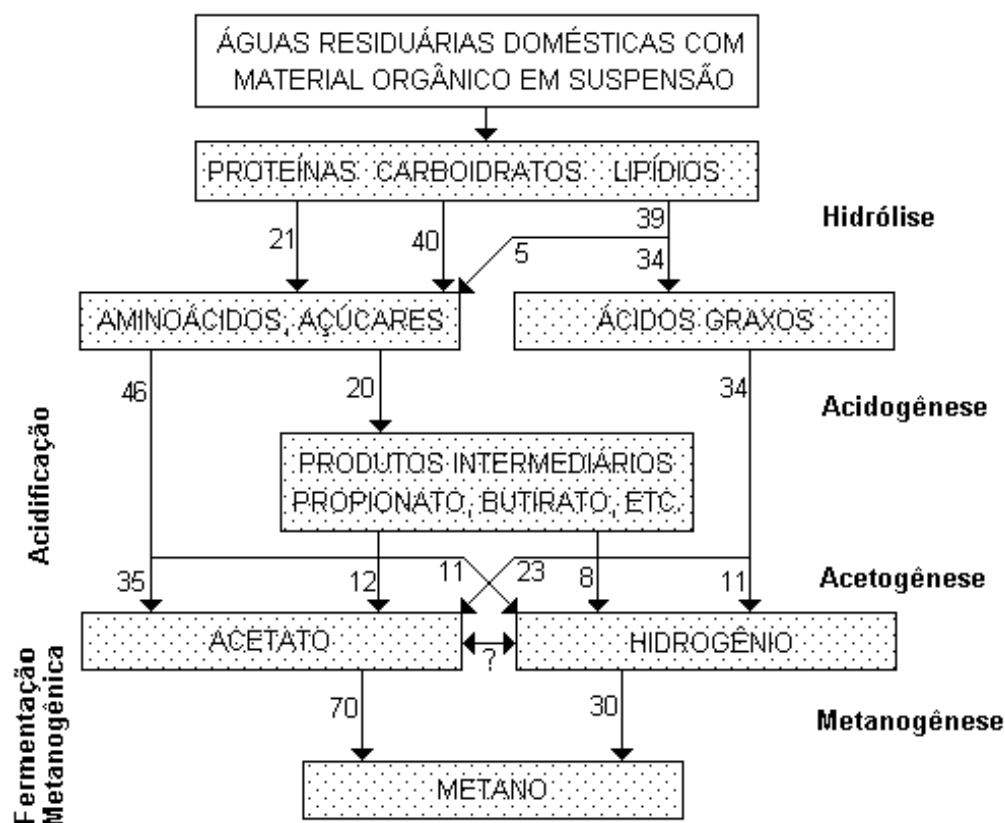 ÁGUAS RESIDUÁRIAS DOMÉSTICAS COM
MATERIAL ORGÂNICO EM SUSPENSÃO
PROTEÍNAS CARBOIDRATOS LIPÍDIOS
Hidrólise
21
40
39
5
34
AMINOÁCIDOS, AÇÚCARES
ÁCIDOS GRAXOS
46
20
34
Acidogênese
Acidificação
PRODUTOS INTERMEDIÁRIOS
PROPIONATO, BUTIRATO, ETC.
35
12
11
23
8
11
Acetogênese
ACETATO
?
HIDROGÊNIO
Fermentação
Metanogênica
70
30
Metanogênese
METANO